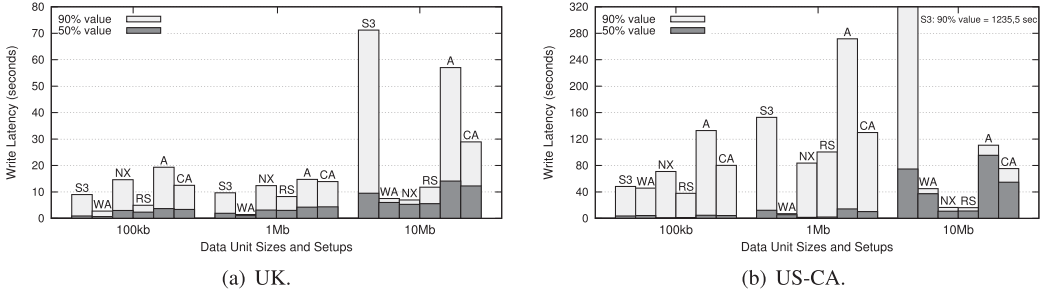 90% value
50% value
Write Latency (seconds)
80
70
60
50
40
30
20
10
0
S3
WA
NX
RS
A
CA
S3
WA
NX
RS
A
CA
S3
WA
NX
RS
A
CA
100kb
1Mb
10Mb
Data Unit Sizes and Setups
(a) UK.
90% value
50% value
S3: 90% value = 1235,5 sec
Write Latency (seconds)
320
280
240
200
160
120
80
40
0
S3
WA
NX
RS
A
CA
S3
WA
NX
RS
A
CA
WA
NX
RS
A
CA
100kb
1Mb
10Mb
Data Unit Sizes and Setups
(b) US-CA.